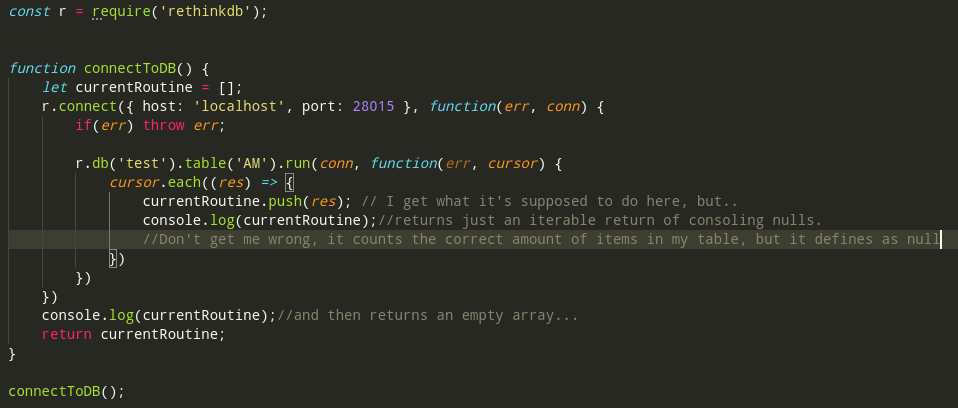 const r = require('rethinkdb');
function connectToDB() {
let currentRoutine = [];
r.connect({ host: 'localhost', port: 28015 }, function(err, conn) {
if(err) throw err;
r.db('test').table('AM').run(conn, function(err, cursor) {
cursor.each((res) => {
currentRoutine.push(res); // I get what it's supposed to do here, but..
console.log(currentRoutine);//returns just an iterable return of consoling nulls.
//Don't get me wrong, it counts the correct amount of items in my table, but it defines as null
})
})
})
console.log(currentRoutine);//and then returns an empty array...
return currentRoutine;
}
connectToDB();